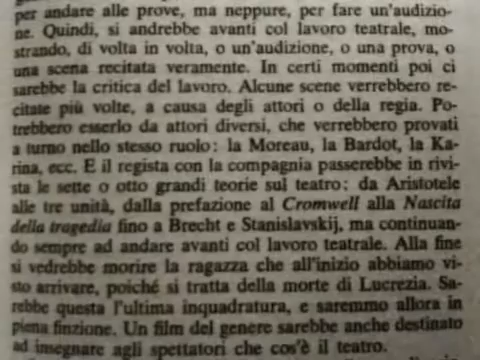 per andare alle prove, ma neppure, per fare un'audizio-
ne. Quindi, si andrebbe avanti col lavoro teatrale, mo-
strando, di volta in volta, o un'audizione, o una prova, o
una scena recitata veramente. In certi momenti poi ci
sarebbe la critica del lavoro. Alcune scene verrebbero re-
citate più volte, a causa degli attori o della regia. Po-
trebbero esserlo da attori diversi, che verrebbero provati
a turno nello stesso ruolo: la Moreau, la Bardot, la Ka-
rina, ecc. E il regista con la compagnia passerebbe in rivi-
sta le sette o otto grandi teorie sul teatro: da Aristotele
alle tre unità, dalla prefazione al Cromwell alla Nascita
della tragedia fino a Brecht e Stanislavskij, ma continuan-
do sempre ad andare avanti col lavoro teatrale. Alla fine
si vedrebbe morire la ragazza che all'inizio abbiamo vi-
sto arrivare, poiché si tratta della morte di Lucrezia. Sa-
rebbe questa l'ultima inquadratura, e saremmo allora in
piena finzione. Un film del genere sarebbe anche destinato
ad insegnare agli spettatori che cos'è il teatro.